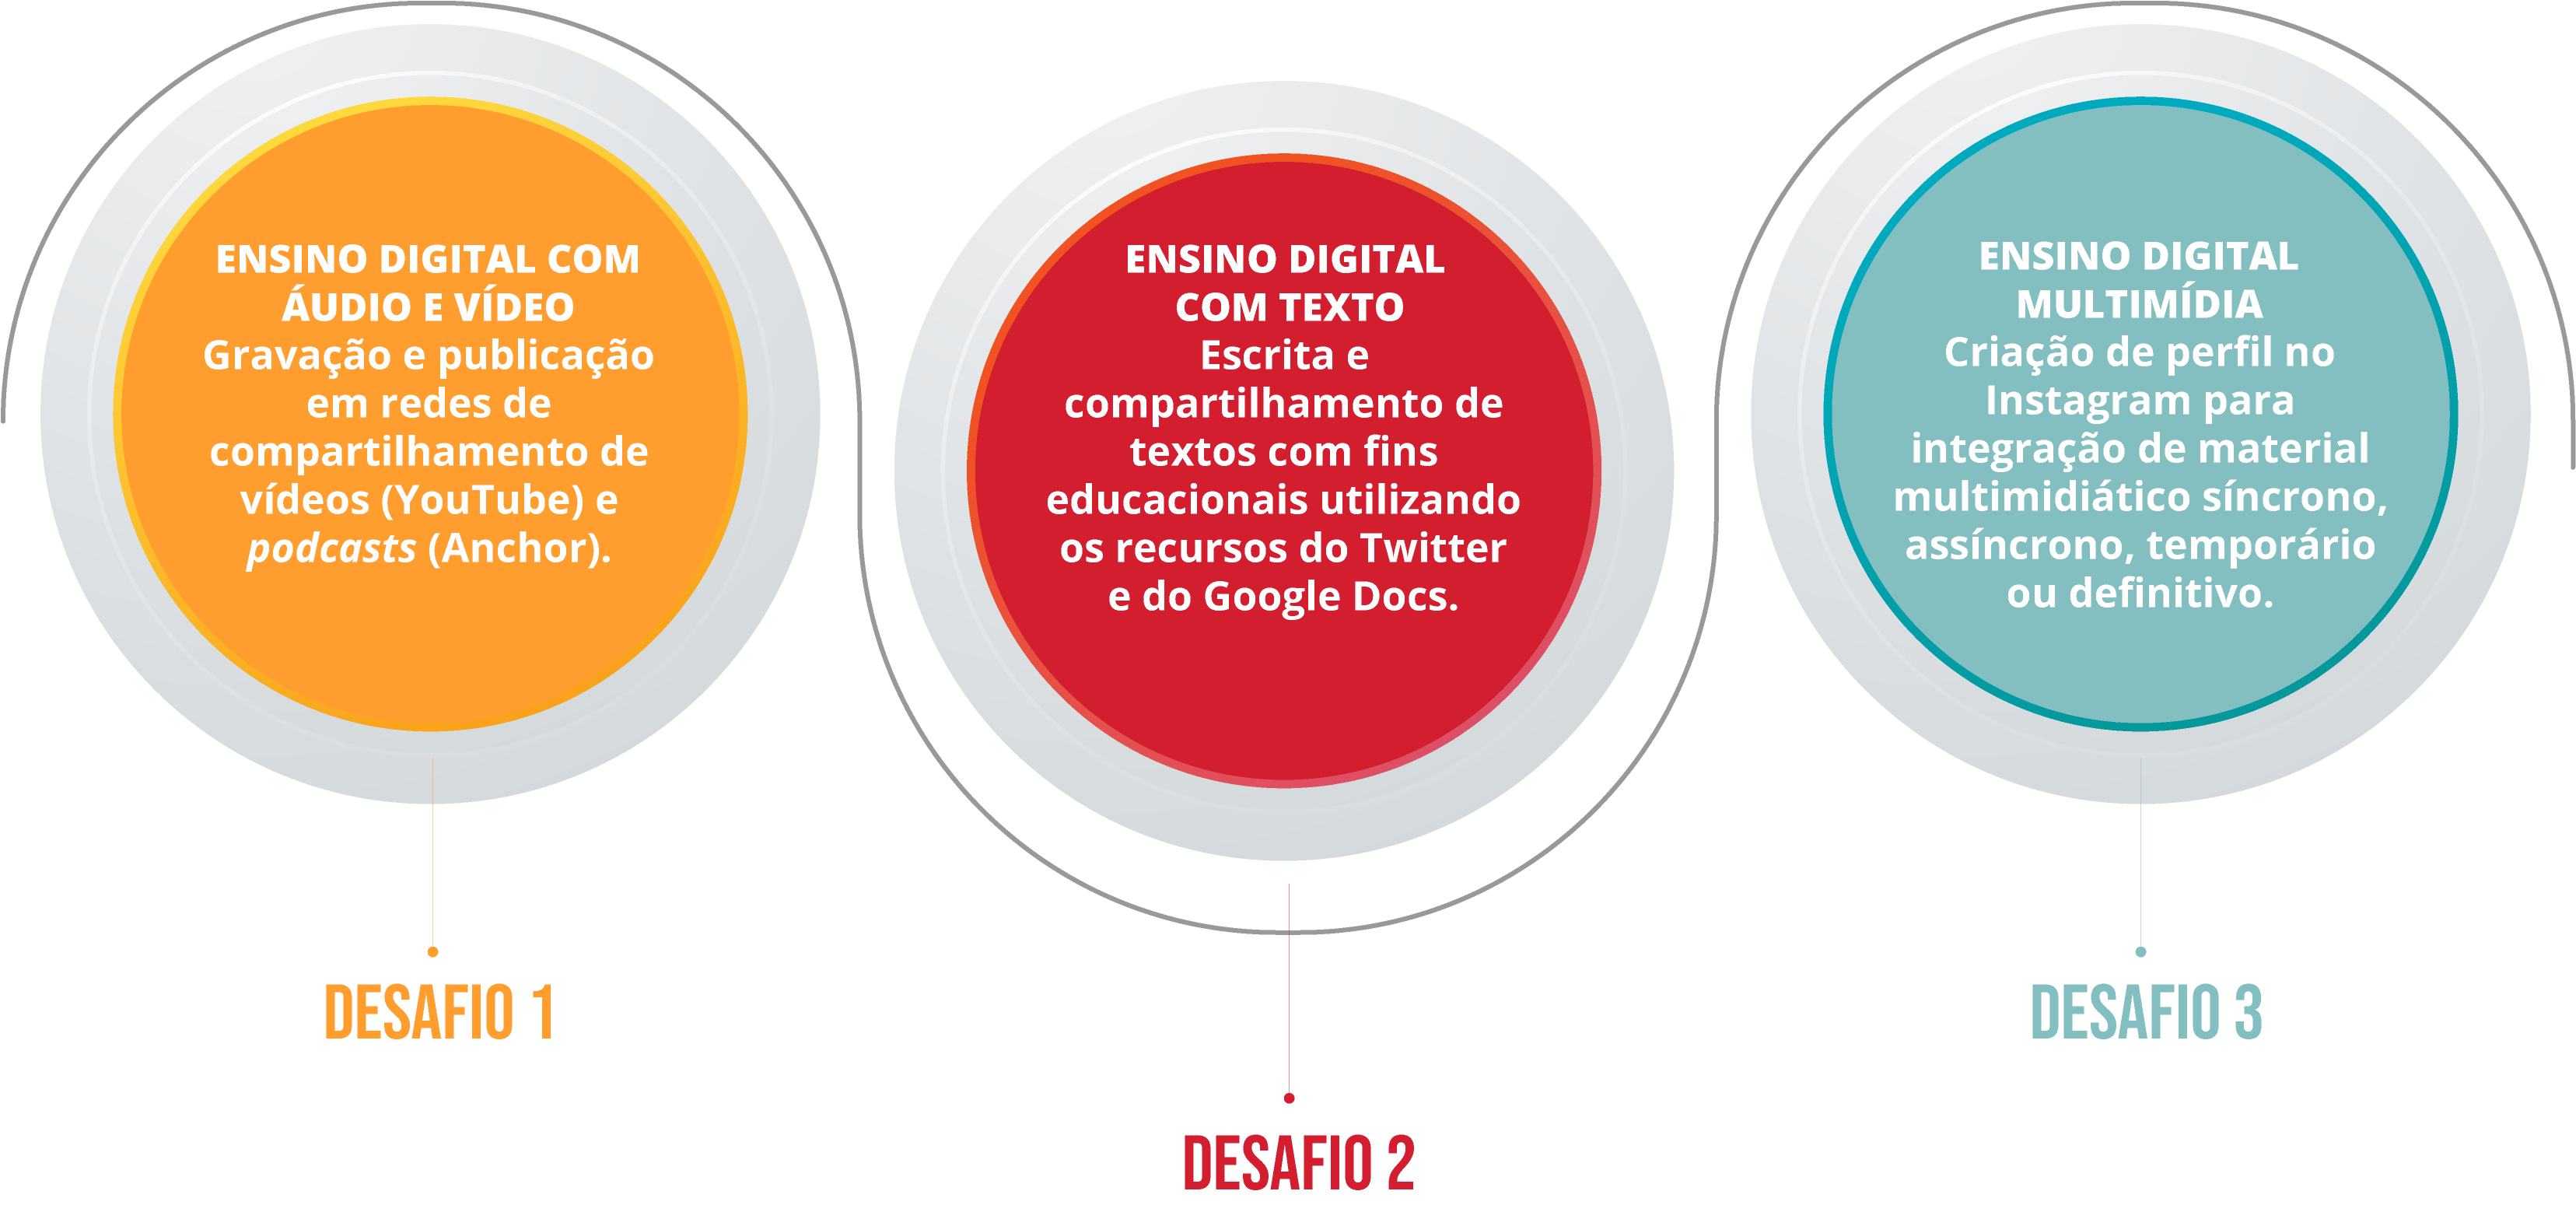 ENSINO DIGITAL COM
ÁUDIO E VÍDEO
Gravação e publicação
em redes de
compartilhamento de
vídeos (YouTube) e
podcasts (Anchor).
DESAFIO 1
ENSINO DIGITAL
COM TEXTO
Escrita e
compartilhamento de
textos com fins
educacionais utilizando
os recursos do Twitter
e do Google Docs.
DESAFIO 2
ENSINO DIGITAL
MULTIMÍDIA
Criação de perfil no
Instagram para
integração de material
multimidiático síncrono,
assíncrono, temporário
ou definitivo.
DESAFIO 3